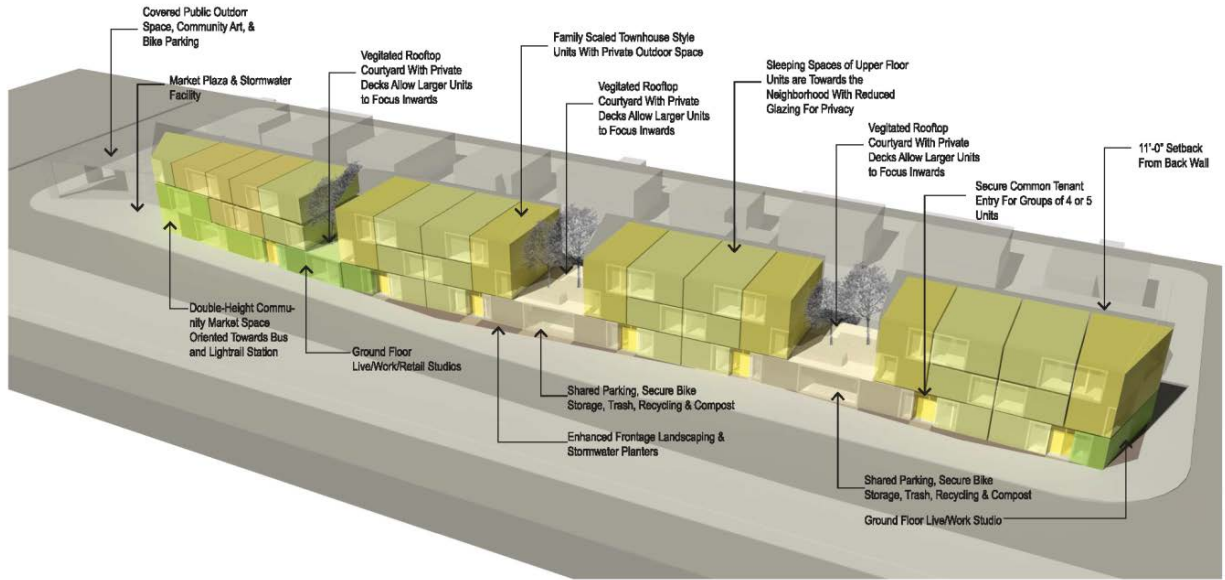 Covered Public Outdorr
Space, Community Art, &
Bike Parking
Market Plaza & Stormwater
Facility
Vegitated Rooftop
Courtyard With Private
Decks Allow Larger Units
to Focus Inwards
Family Scaled Townhouse Style
Units With Private Outdoor Space
Vegitated Rooftop
Courtyard With Private
Decks Allow Larger Units
to Focus Inwards
Sleeping Spaces of Upper Floor
Units are Towards the
Neighborhood With Reduced
Glazing For Privacy
Vegitated Rooftop
Courtyard With Private
Decks Allow Larger Units
to Focus Inwards
11'-0" Setback
From Back Wall
Secure Common Tenant
Entry For Groups of 4 or 5
Units
Double-Height Commu-
nity Market Space
Oriented Towards Bus
and Lightrail Station
Ground Floor
Live/Work/Retail Studios
Shared Parking, Secure Bike
Storage, Trash, Recycling & Compost
Enhanced Frontage Landscaping &
Stormwater Planters
Shared Parking, Secure Bike
Storage, Trash, Recycling & Compost
Ground Floor Live/Work Studio